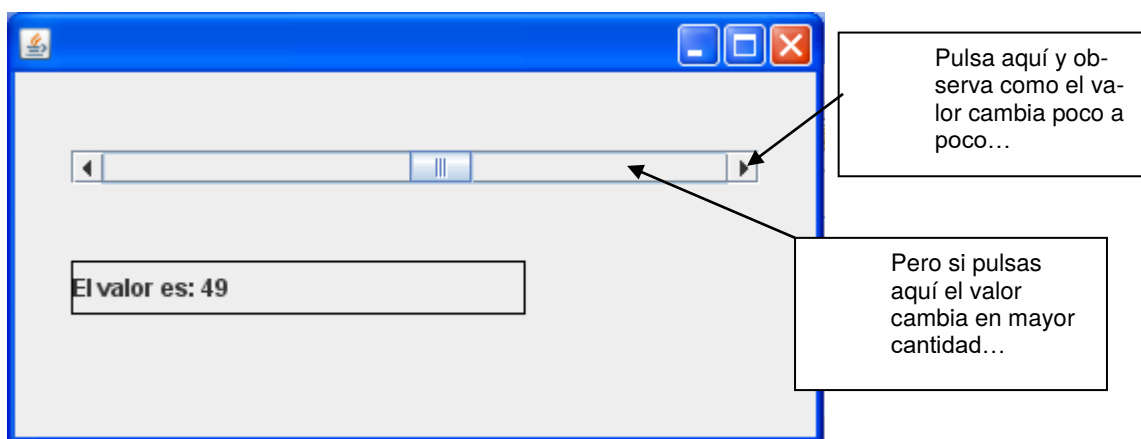 Pulsa aquí y ob-
serva como el va-
lor cambia poco a
poco…
El valor es: 49
Pero si pulsas
aquí el valor
cambia en mayor
cantidad…